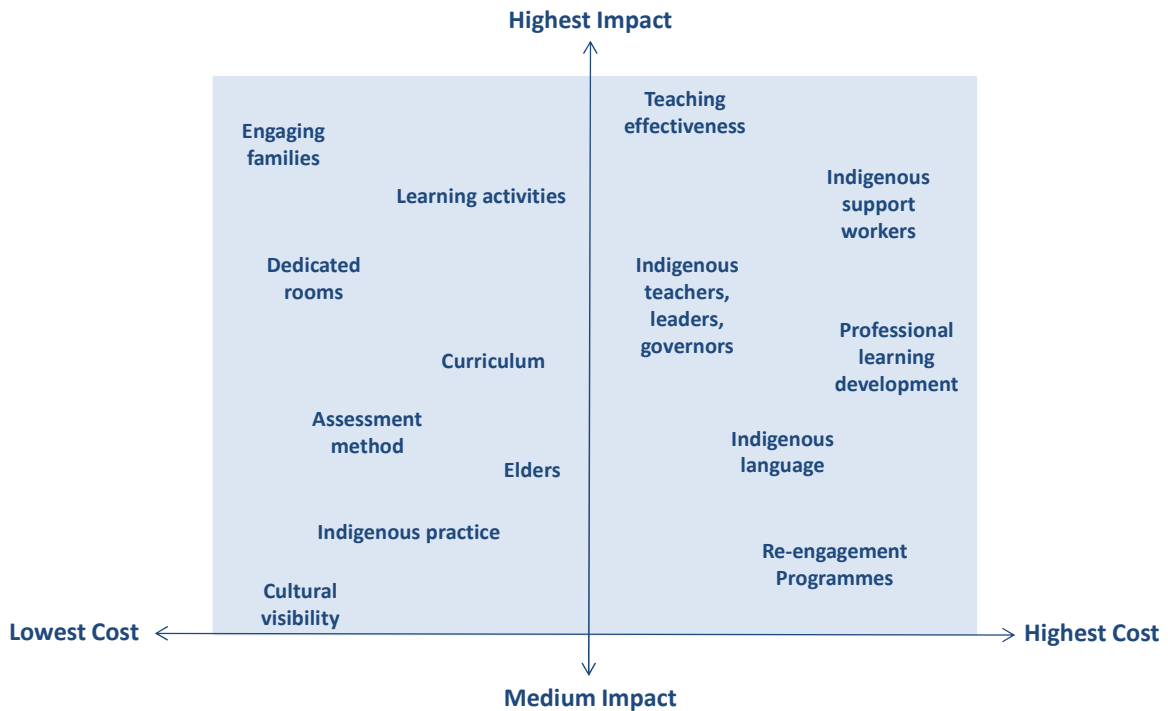 Highest Impact
Teaching
effectiveness
Engaging
families
Indigenous
support
workers
Learning activities
Dedicated
rooms
Indigenous
teachers,
leaders,
governors
Professional
learning
development
Curriculum
Assessment
method
Indigenous
language
Elders
Indigenous practice
Re-engagement
Programmes
Cultural
visibility
Lowest Cost
Highest Cost
Medium Impact